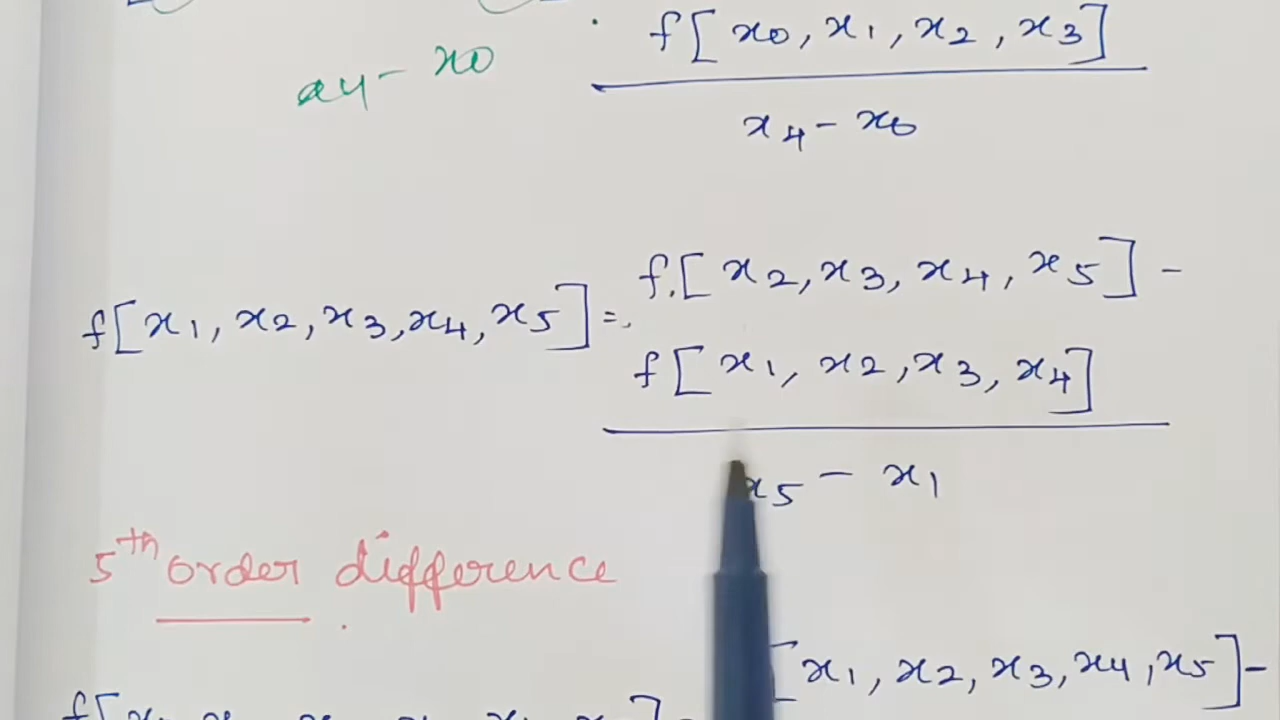 f[x0, x1, x2, x3]
x4 - x0
x4 - x0
f[x2, x3, x4, x5] -
f[x1, x2, x3, x4, x5] =
f[x1, x2, x3, x4]
x5 - x1
5th order difference
[x1, x2, x3, x4, x5] -